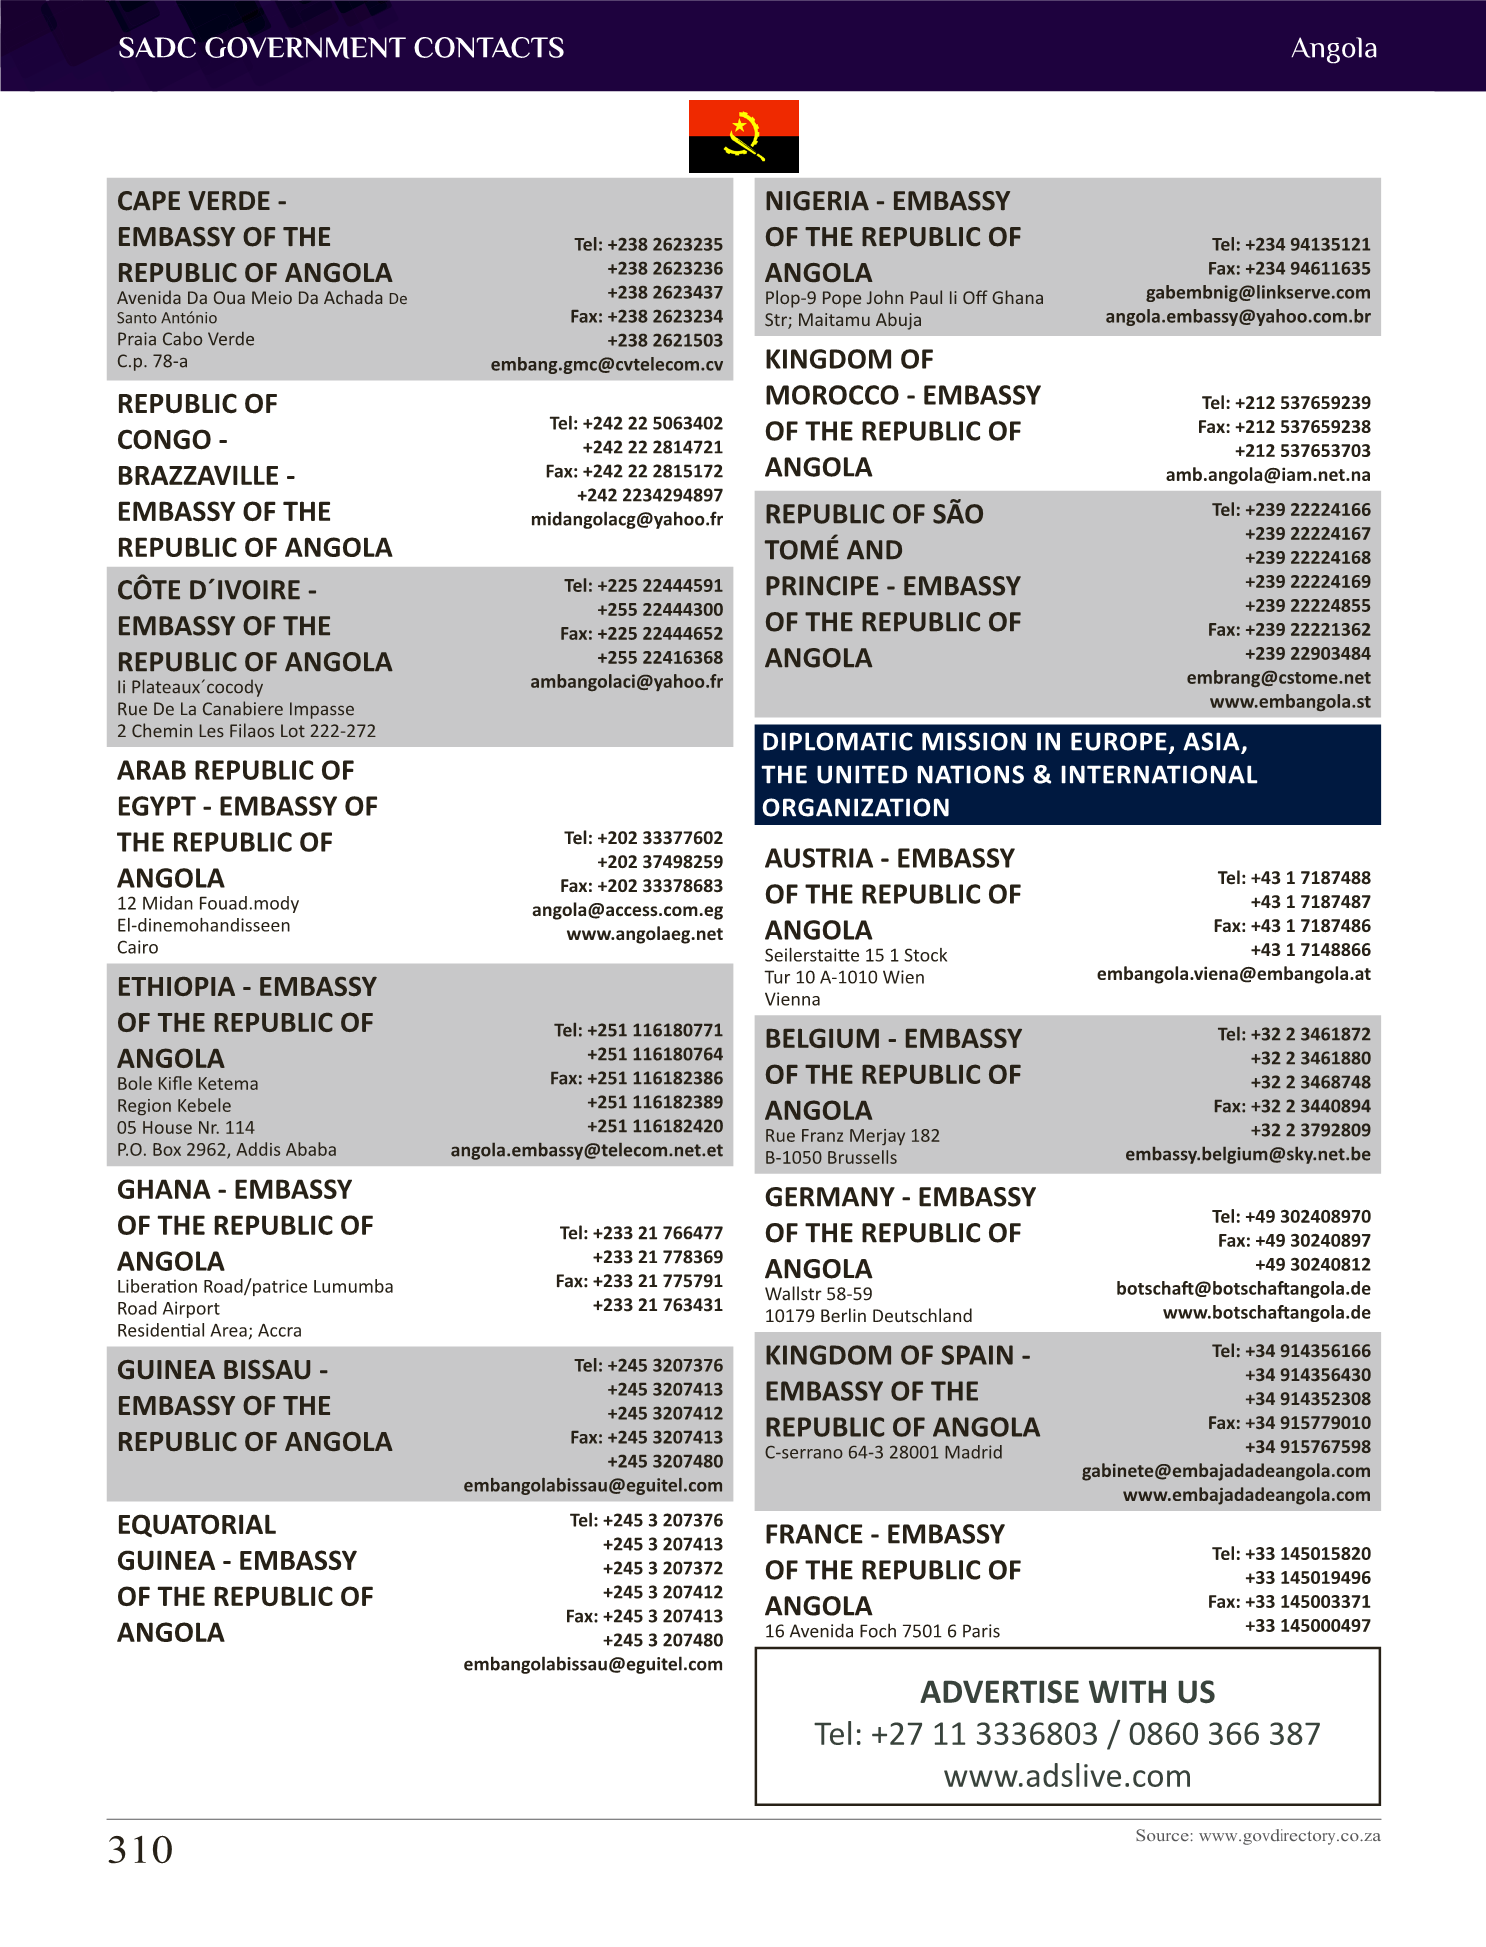 SADC GOVERNMENT CONTACTS
Angola
CAPE VERDE -
EMBASSY OF THE
REPUBLIC OF ANGOLA
Avenida Da Oua Meio Da Achada De
Santo António
Praia Cabo Verde
C.p. 78-a
Tel: +238 2623235
+238 2623236
+238 2623437
Fax: +238 2623234
+238 2621503
embang.gmc@cvtelecom.cv
REPUBLIC OF
CONGO -
BRAZZAVILLE -
EMBASSY OF THE
REPUBLIC OF ANGOLA
Tel: +242 22 5063402
+242 22 2814721
Fax: +242 22 2815172
+242 2234294897
midangolacg@yahoo.fr
CÔTE D´IVOIRE -
EMBASSY OF THE
REPUBLIC OF ANGOLA
Ii Plateaux´cocody
Rue De La Canabiere Impasse
2 Chemin Les Filaos Lot 222-272
Tel: +225 22444591
+255 22444300
Fax: +225 22444652
+255 22416368
ambangolaci@yahoo.fr
ARAB REPUBLIC OF
EGYPT - EMBASSY OF
THE REPUBLIC OF
ANGOLA
12 Midan Fouad.mody
El-dinemohandisseen
Cairo
Tel: +202 33377602
+202 37498259
Fax: +202 33378683
angola@access.com.eg
www.angolaeg.net
ETHIOPIA - EMBASSY
OF THE REPUBLIC OF
ANGOLA
Bole Kifle Ketema
Region Kebele
05 House Nr. 114
P.O. Box 2962, Addis Ababa
Tel: +251 116180771
+251 116180764
Fax: +251 116182386
+251 116182389
+251 116182420
angola.embassy@telecom.net.et
GHANA - EMBASSY
OF THE REPUBLIC OF
ANGOLA
Liberation Road/patrice Lumumba
Road Airport
Residential Area; Accra
Tel: +233 21 766477
+233 21 778369
Fax: +233 21 775791
+233 21 763431
GUINEA BISSAU -
EMBASSY OF THE
REPUBLIC OF ANGOLA
Tel: +245 3207376
+245 3207413
+245 3207412
Fax: +245 3207413
+245 3207480
embangolabissau@eguitel.com
EQUATORIAL
GUINEA - EMBASSY
OF THE REPUBLIC OF
ANGOLA
Tel: +245 3 207376
+245 3 207413
+245 3 207372
+245 3 207412
Fax: +245 3 207413
+245 3 207480
embangolabissau@eguitel.com
NIGERIA - EMBASSY
OF THE REPUBLIC OF
ANGOLA
Plop-9 Pope John Paul Ii Off Ghana
Str; Maitamu Abuja
Tel: +234 94135121
Fax: +234 94611635
gabembnig@linkserve.com
angola.embassy@yahoo.com.br
KINGDOM OF
MOROCCO - EMBASSY
OF THE REPUBLIC OF
ANGOLA
Tel: +212 537659239
Fax: +212 537659238
+212 537653703
amb.angola@iam.net.na
REPUBLIC OF SÃO
TOMÉ AND
PRINCIPE - EMBASSY
OF THE REPUBLIC OF
ANGOLA
Tel: +239 22224166
+239 22224167
+239 22224168
+239 22224169
+239 22224855
Fax: +239 22221362
+239 22903484
embrang@cstome.net
www.embangola.st
DIPLOMATIC MISSION IN EUROPE, ASIA,
THE UNITED NATIONS & INTERNATIONAL
ORGANIZATION
AUSTRIA - EMBASSY
OF THE REPUBLIC OF
ANGOLA
Seilerstaitte 15 1 Stock
Tur 10 A-1010 Wien
Vienna
Tel: +43 1 7187488
+43 1 7187487
Fax: +43 1 7187486
+43 1 7148866
embangola.viena@embangola.at
BELGIUM - EMBASSY
OF THE REPUBLIC OF
ANGOLA
Rue Franz Merjay 182
B-1050 Brussells
Tel: +32 2 3461872
+32 2 3461880
+32 2 3468748
Fax: +32 2 3440894
+32 2 3792809
embassy.belgium@sky.net.be
GERMANY - EMBASSY
OF THE REPUBLIC OF
ANGOLA
Wallstr 58-59
10179 Berlin Deutschland
Tel: +49 302408970
Fax: +49 30240897
+49 30240812
botschaft@botschaftangola.de
www.botschaftangola.de
KINGDOM OF SPAIN -
EMBASSY OF THE
REPUBLIC OF ANGOLA
C-serrano 64-3 28001 Madrid
Tel: +34 914356166
+34 914356430
+34 914352308
Fax: +34 915779010
+34 915767598
gabinete@embajadadeangola.com
www.embajadadeangola.com
FRANCE - EMBASSY
OF THE REPUBLIC OF
ANGOLA
16 Avenida Foch 7501 6 Paris
Tel: +33 145015820
+33 145019496
Fax: +33 145003371
+33 145000497
ADVERTISE WITH US
Tel: +27 11 3336803 / 0860 366 387
www.adslive.com
310
Source: www.govdirectory.co.za